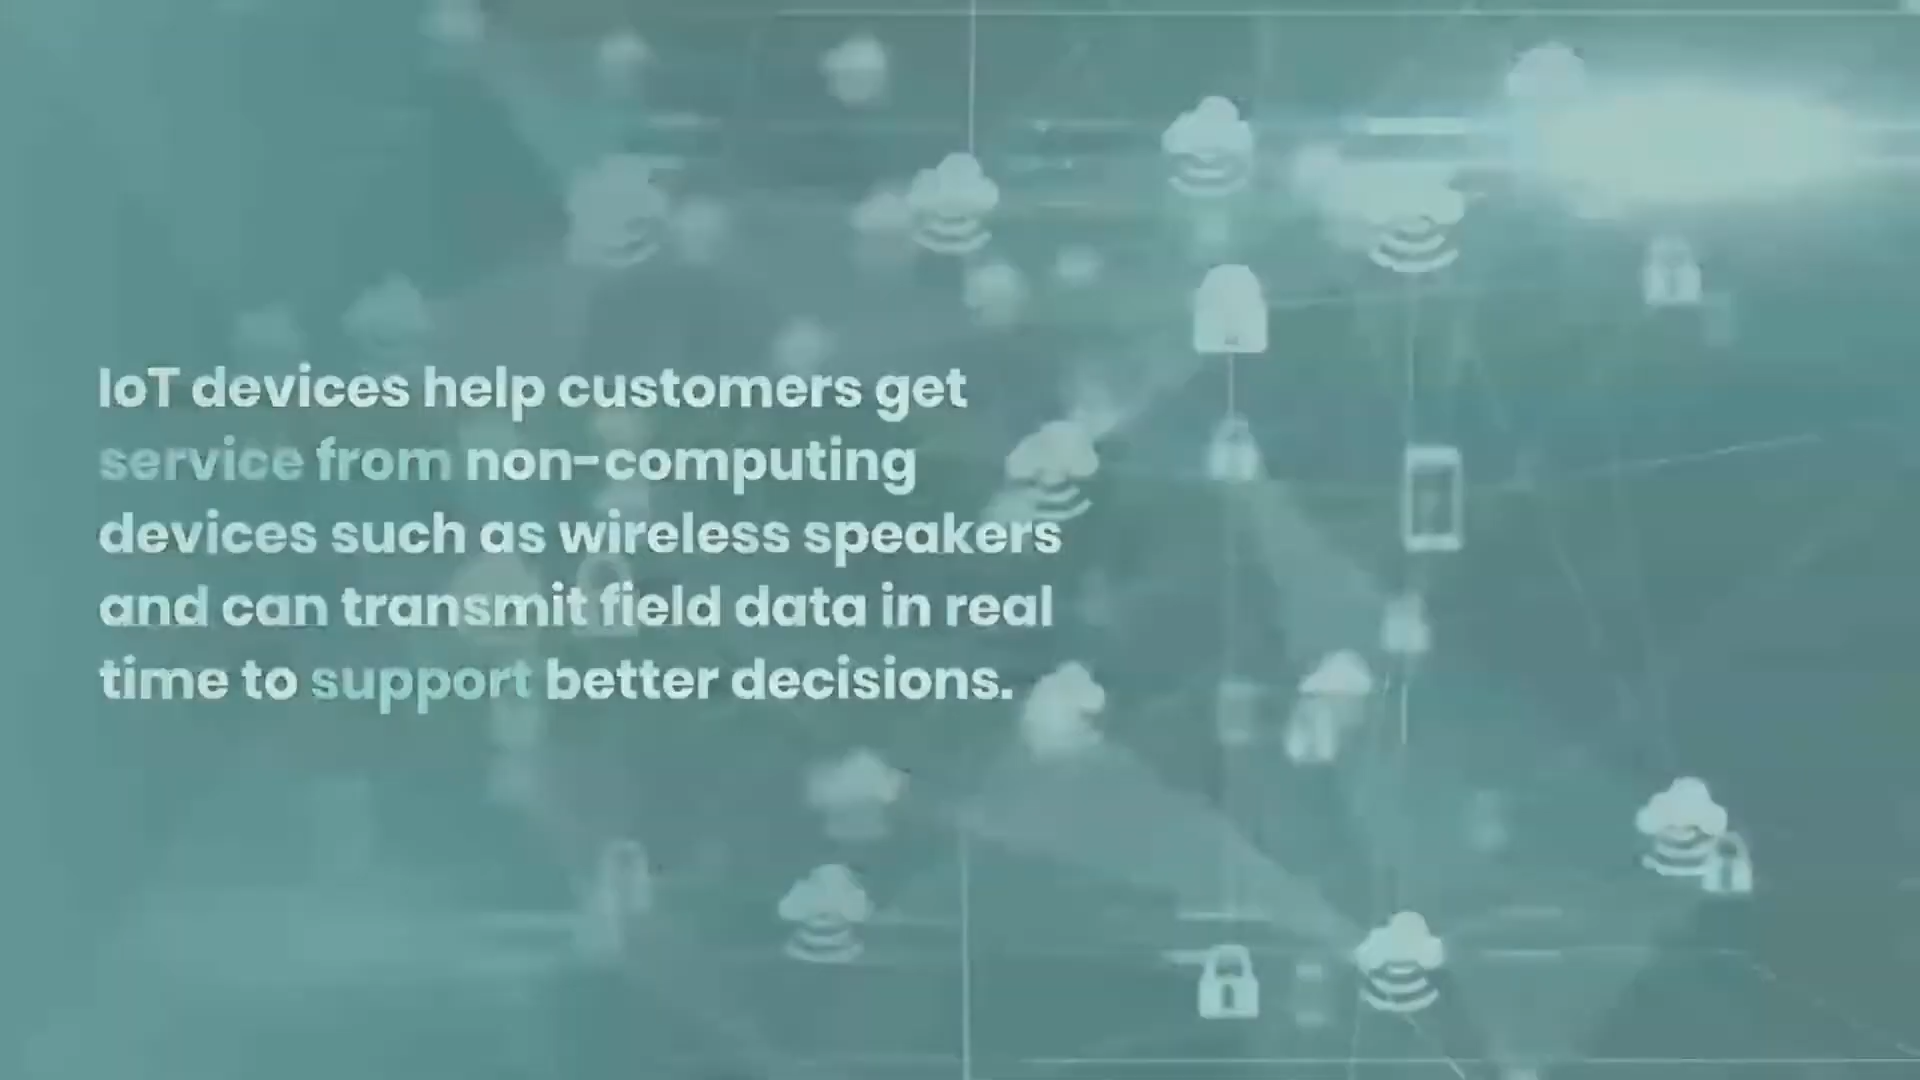 IoT devices help customers get
service from non-computing
devices such as wireless speakers
and can transmit field data in real
time to support better decisions.